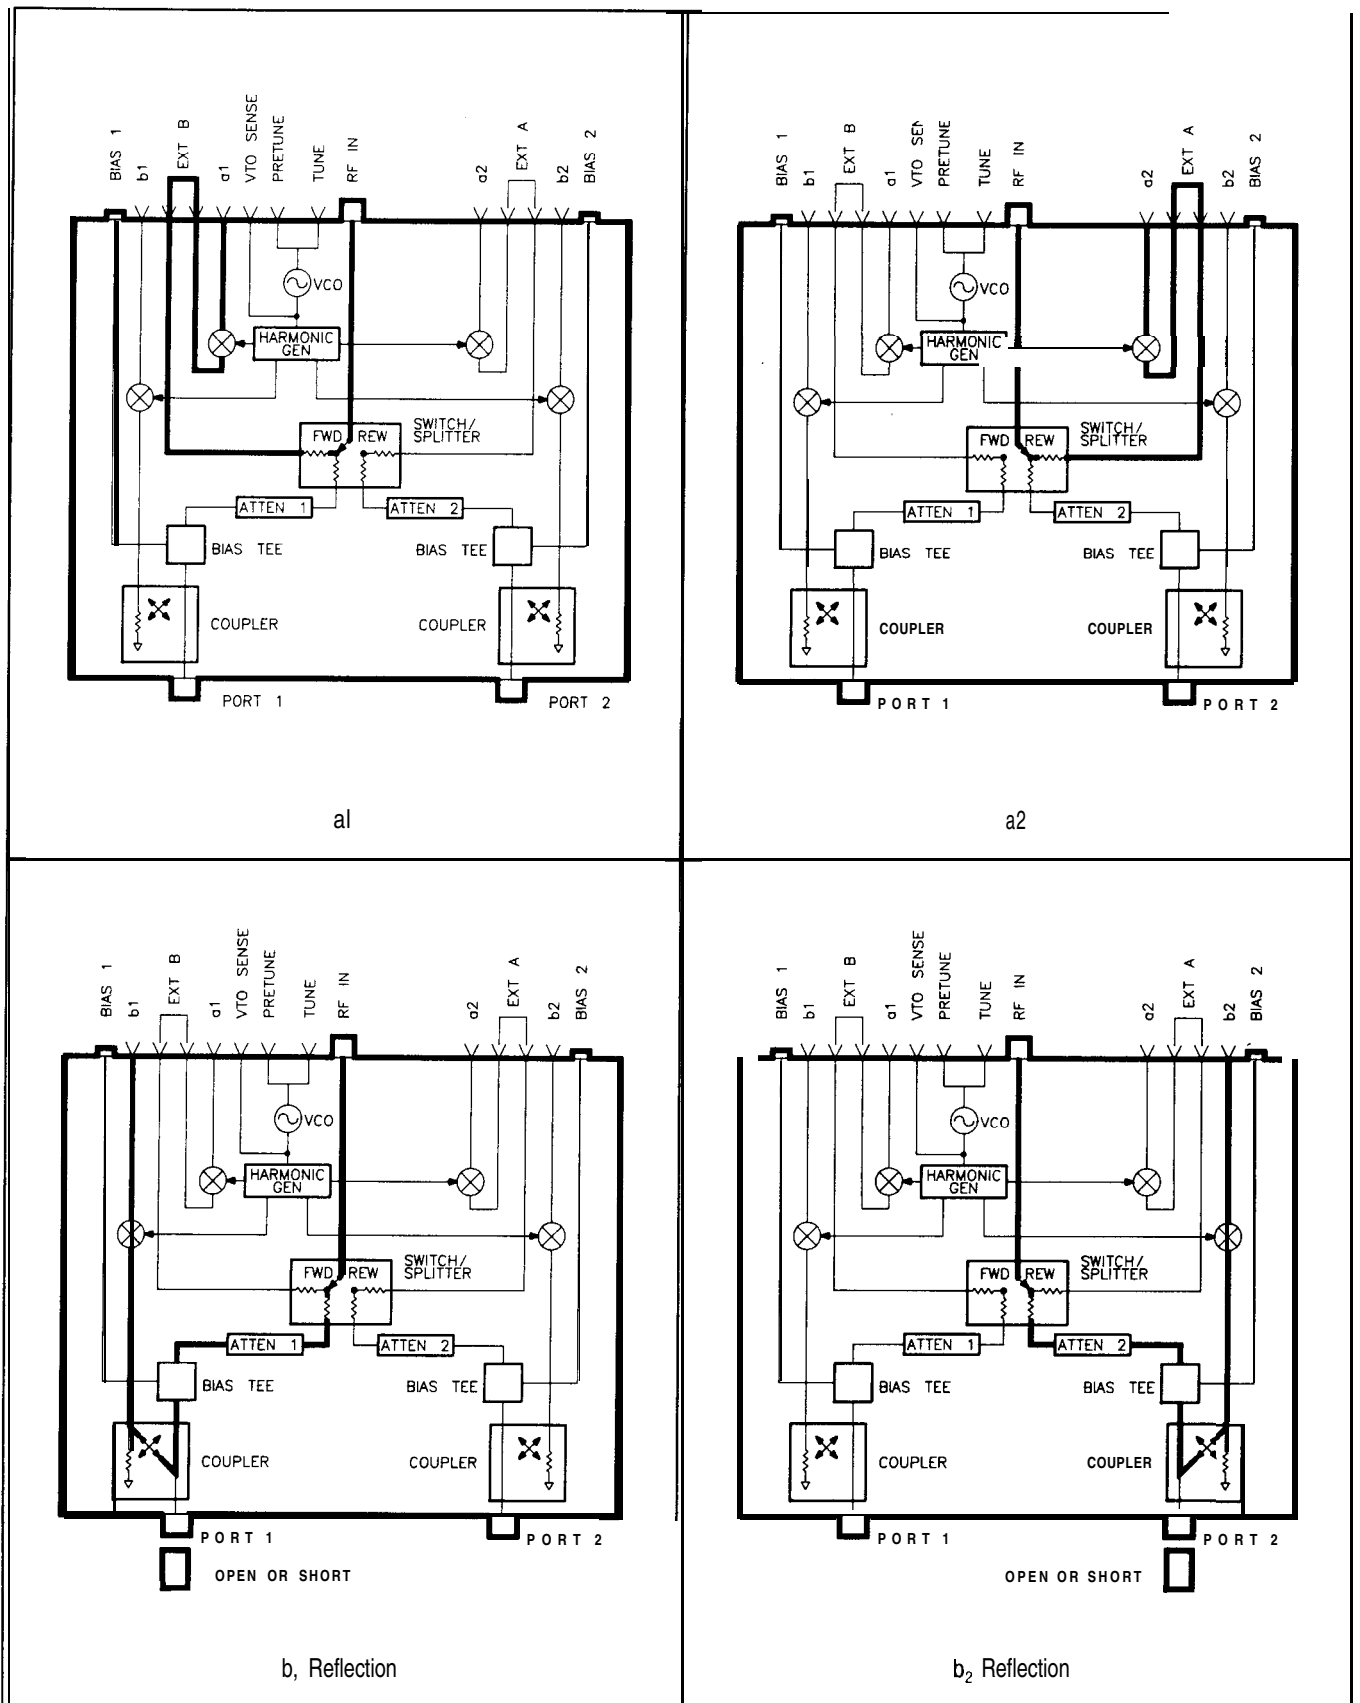 BIAS 1
b1
EXT B
a1
VTO SENSE
PRETUNE
TUNE
RF IN
a2
EXT A
b2
BIAS 2
VCO
HARMONIC
GEN
SWITCH/
SPLITTER
FWD REW
ATTEN 1
ATTEN 2
BIAS TEE
BIAS TEE
COUPLER
COUPLER
PORT 1
PORT 2
al
BIAS 1
b1
EXT B
a1
VTO SEN
PRETUNE
TUNE
RF IN
a2
EXT A
b2
BIAS 2
VCO
HARMONIC
GEN
SWITCH/
SPLITTER
FWD REW
ATTEN 1
ATTEN 2
BIAS TEE
BIAS TEE
COUPLER
COUPLER
PORT 1
PORT 2
a2
BIAS 1
b1
EXT B
a1
VTO SENSE
PRETUNE
TUNE
RF IN
a2
EXT A
b2
BIAS 2
VCO
HARMONIC
GEN
SWITCH/
SPLITTER
FWD REW
ATTEN 1
ATTEN 2
BIAS TEE
BIAS TEE
COUPLER
COUPLER
PORT 1
PORT 2
OPEN OR SHORT
b, Reflection
BIAS 1
b1
EXT B
a1
VTO SENSE
PRETUNE
TUNE
RF IN
a2
EXT A
b2
BIAS 2
VCO
HARMONIC
GEN
SWITCH/
SPLITTER
FWD REW
ATTEN 1
ATTEN 2
BIAS TEE
BIAS TEE
COUPLER
COUPLER
PORT 1
PORT 2
OPEN OR SHORT
b₂ Reflection